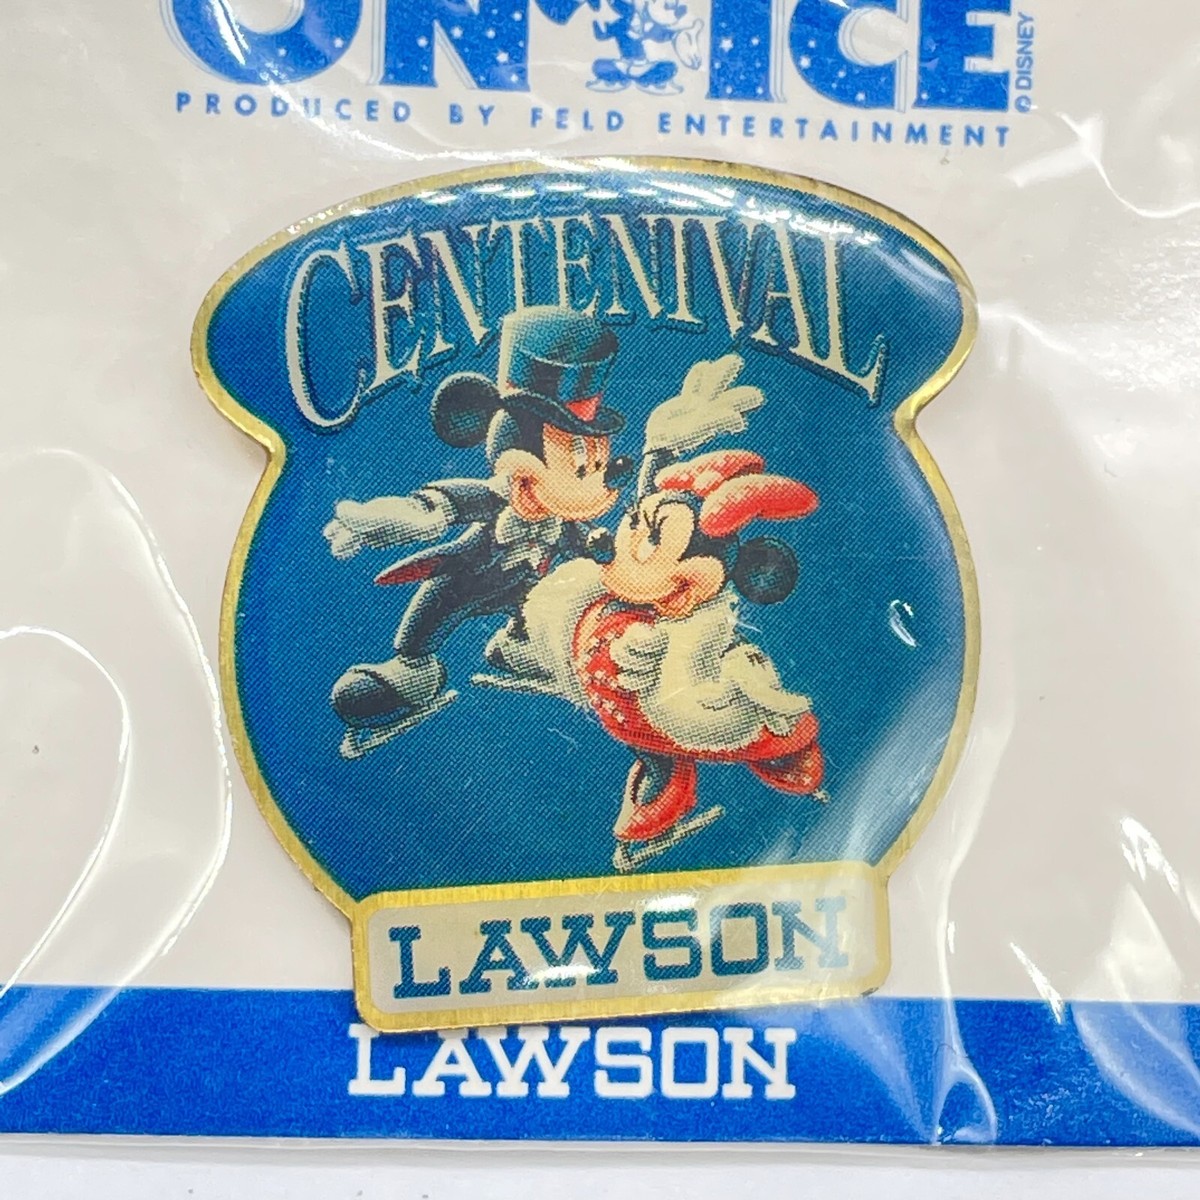 ON ICE
© DISNEY
PRODUCED BY FELD ENTERTAINMENT
CENTENIVAL
LAWSON
LAWSON